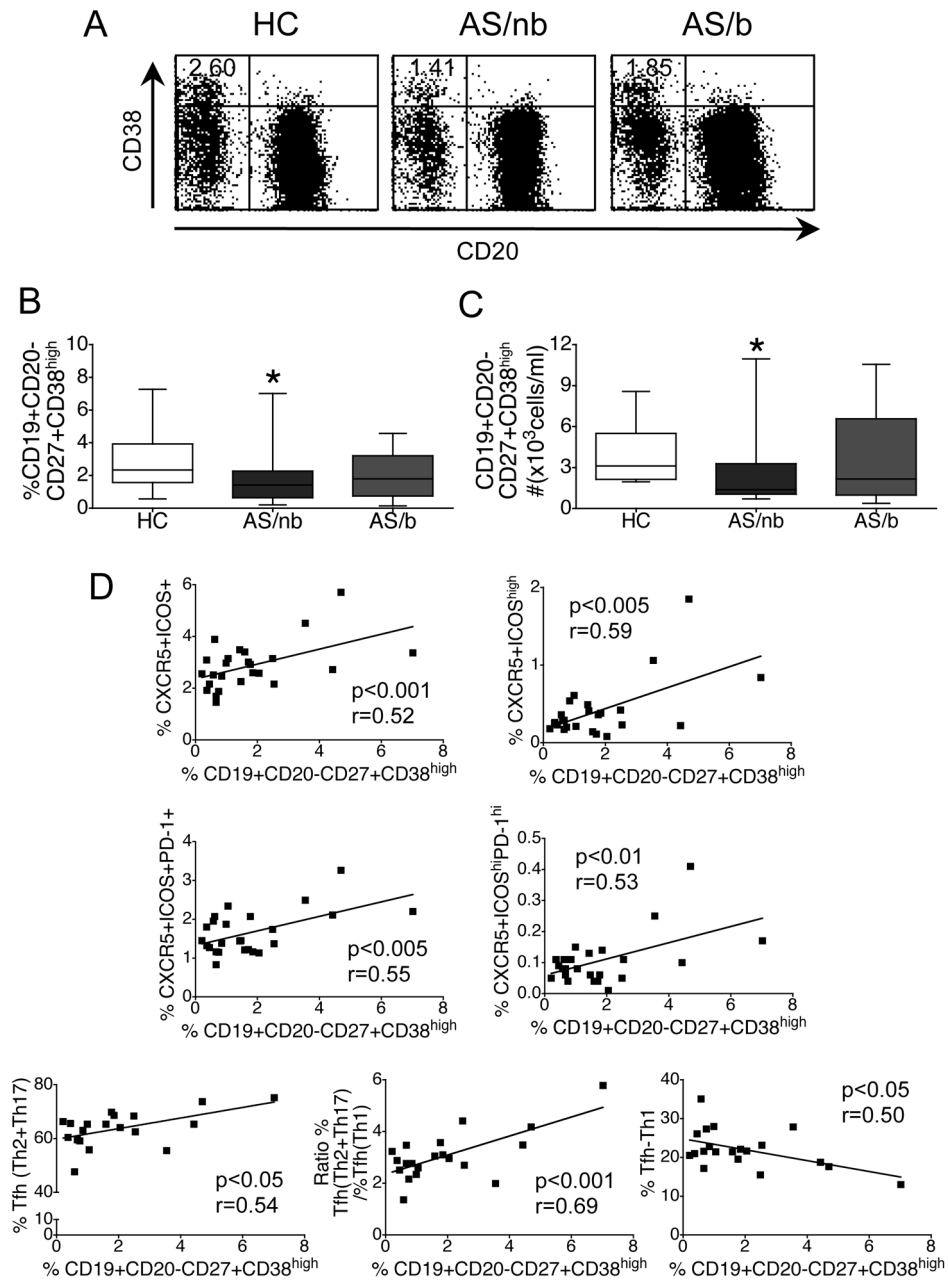 A
HC
AS/nb
AS/b
2.60
1.41
1.85
CD38
CD20
B
%CD19+CD20-
CD27+CD38high
10
8
6
4
2
0
*
HC
AS/nb
AS/b
C
CD19+CD20-
CD27+CD38high
#(x10³cells/ml)
12
9
6
3
0
*
HC
AS/nb
AS/b
D
% CXCR5+ICOS+
6
4
2
0
p<0.001
r=0.52
0 2 4 6 8
% CD19+CD20-CD27+CD38high
% CXCR5+ICOShigh
2
1
0
p<0.005
r=0.59
0 2 4 6 8
% CD19+CD20-CD27+CD38high
% CXCR5+ICOS+PD-1+
4
3
2
1
0
p<0.005
r=0.55
0 2 4 6 8
% CD19+CD20-CD27+CD38high
% CXCR5+ICOShiPD-1hi
0.5
0.4
0.3
0.2
0.1
0.0
p<0.01
r=0.53
0 2 4 6 8
% CD19+CD20-CD27+CD38high
% Tfh (Th2+Th17)
80
60
40
10
0
p<0.05
r=0.54
0 2 4 6 8
% CD19+CD20-CD27+CD38high
Ratio %
Tfh(Th2+Th17)
/%Tfh(Th1)
6
4
2
0
p<0.001
r=0.69
0 2 4 6 8
% CD19+CD20-CD27+CD38high
% Tfh-Th1
40
30
20
10
0
p<0.05
r=0.50
0 2 4 6 8
% CD19+CD20-CD27+CD38high